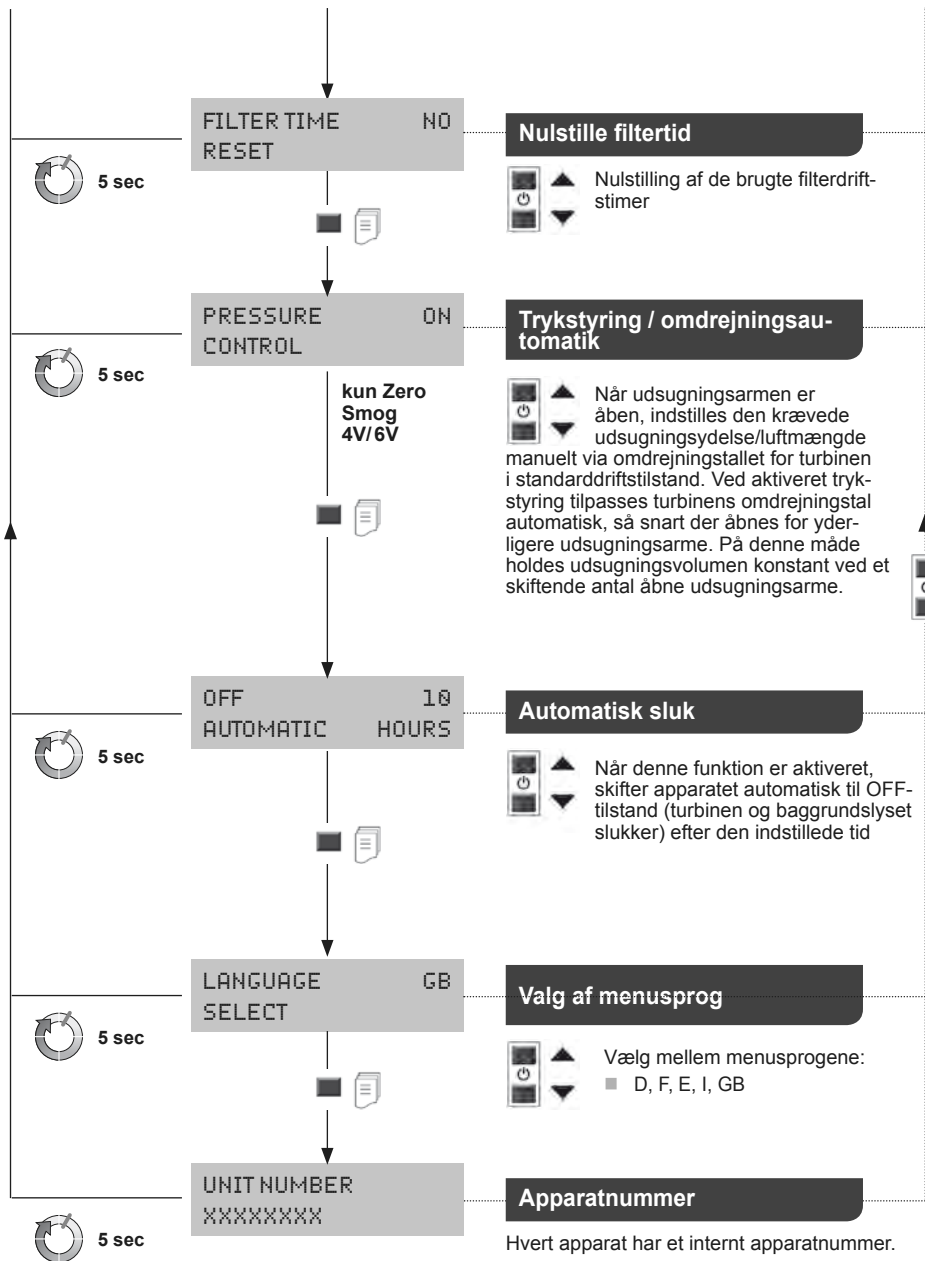 FILTER TIME NO
RESET
Nulstille filtertid
5 sec
Nulstilling af de brugte filterdrift-
stimer
PRESSURE ON
CONTROL
Trykstyring / omdrejningsau-
tomatik
5 sec
kun Zero
Smog
4V/6V
Når udsugningsarmen er
åben, indstilles den krævede
udsugningsydelse/luftmængde
manuelt via omdrejningstallet for turbinen
i standarddriftstilstand. Ved aktiveret tryk-
styring tilpasses turbinens omdrejningstal
automatisk, så snart der åbnes for yder-
ligere udsugningsarme. På denne måde
holdes udsugningsvolumen konstant ved et
skiftende antal åbne udsugningsarme.
OFF 10
AUTOMATIC HOURS
Automatisk sluk
5 sec
Når denne funktion er aktiveret,
skifter apparatet automatisk til OFF-
tilstand (turbinen og baggrundslyset
slukker) efter den indstillede tid
LANGUAGE GB
SELECT
Valg af menusprog
5 sec
Vælg mellem menusprogene:
■ D, F, E, I, GB
UNIT NUMBER
XXXXXXXX
Apparatnummer
5 sec
Hvert apparat har et internt apparatnummer.